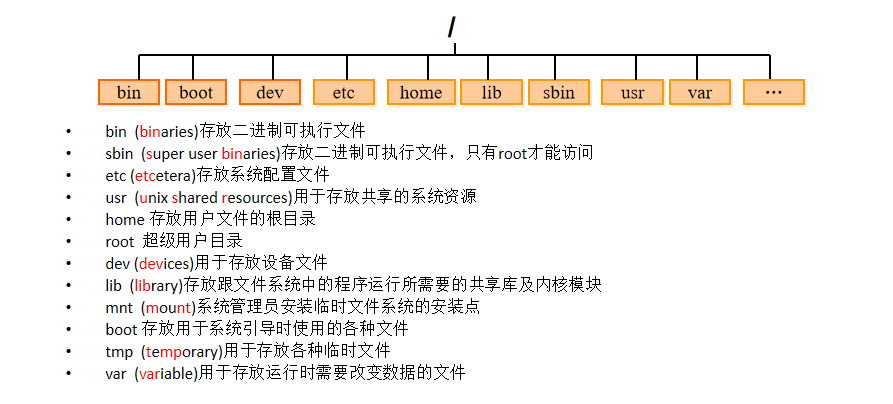 /
bin boot dev etc home lib sbin usr var ...
• bin (binaries)存放二进制可执行文件
• sbin (super user binaries)存放二进制可执行文件，只有root才能访问
• etc (etcetera)存放系统配置文件
• usr (unix shared resources)用于存放共享的系统资源
• home 存放用户文件的根目录
• root 超级用户目录
• dev (devices)用于存放设备文件
• lib (library)存放跟文件系统中的程序运行所需要的共享库及内核模块
• mnt (mount)系统管理员安装临时文件系统的安装点
• boot 存放用于系统引导时使用的各种文件
• tmp (temporary)用于存放各种临时文件
• var (variable)用于存放运行时需要改变数据的文件